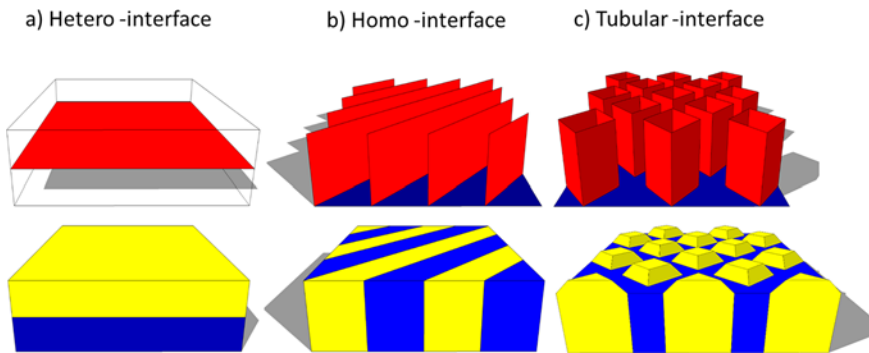 a) Hetero -interface
b) Homo -interface
c) Tubular-interface